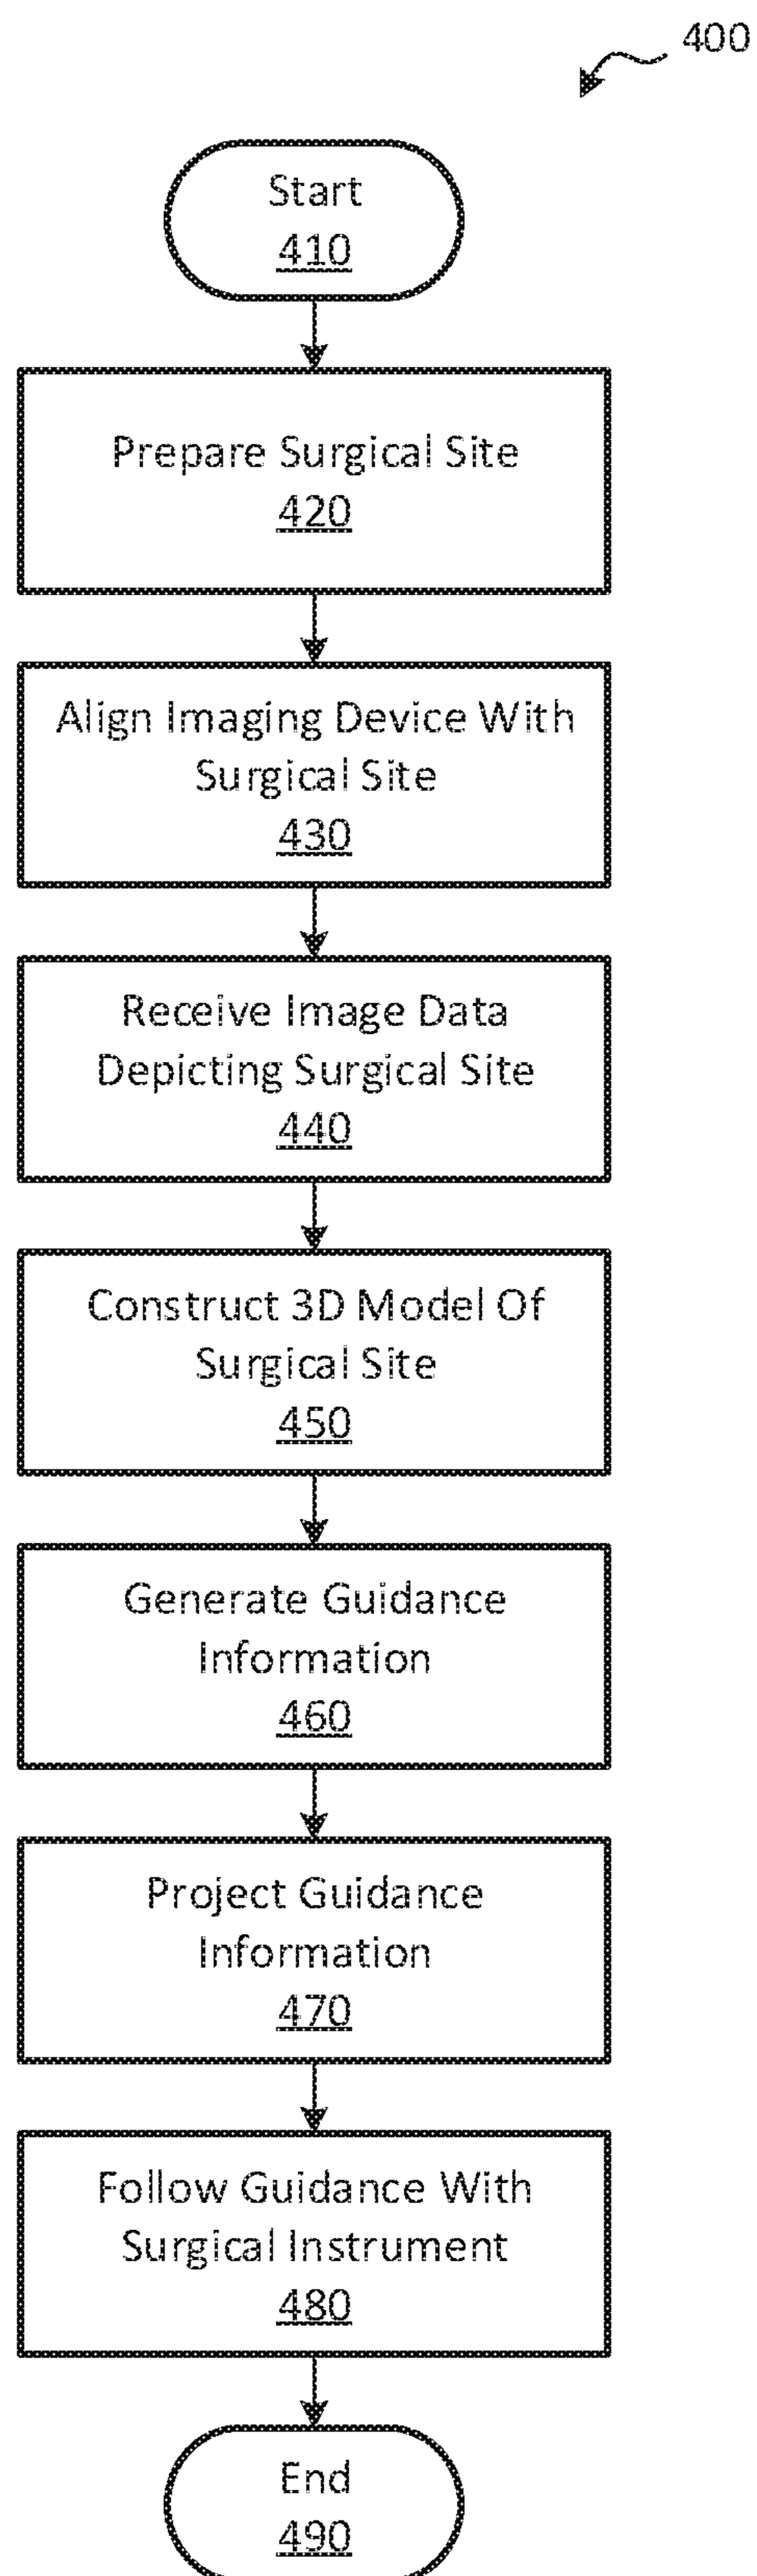 400
Start
410
Prepare Surgical Site
420
Align Imaging Device With
Surgical Site
430
Receive Image Data
Depicting Surgical Site
440
Construct 3D Model Of
Surgical Site
450
Generate Guidance
Information
460
Project Guidance
Information
470
Follow Guidance With
Surgical Instrument
480
End
490